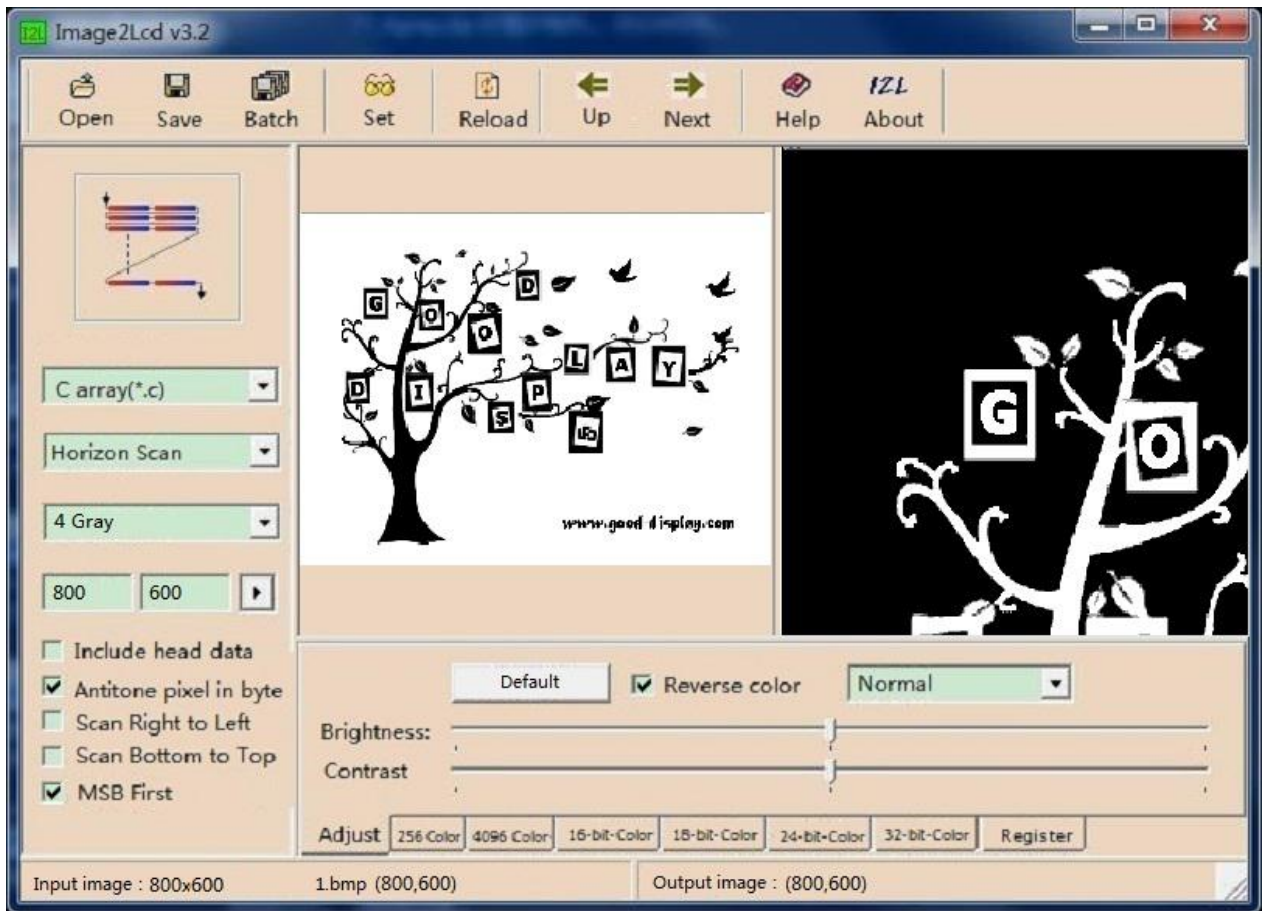 I2L Image2Lcd v3.2
Open Save Batch Set Reload Up Next Help I2L About
C array(*.c)
Horizon Scan
4 Gray
800 600
Include head data
Antitone pixel in byte
Scan Right to Left
Scan Bottom to Top
MSB First
G O O D
D I S P L A Y
www.good-display.com
G O
Default Reverse color Normal
Brightness:
Contrast
Adjust 256 Color 4096 Color 16-bit-Color 18-bit-Color 24-bit-Color 32-bit-Color Register
Input image : 800x600 1.bmp (800,600) Output image : (800,600)